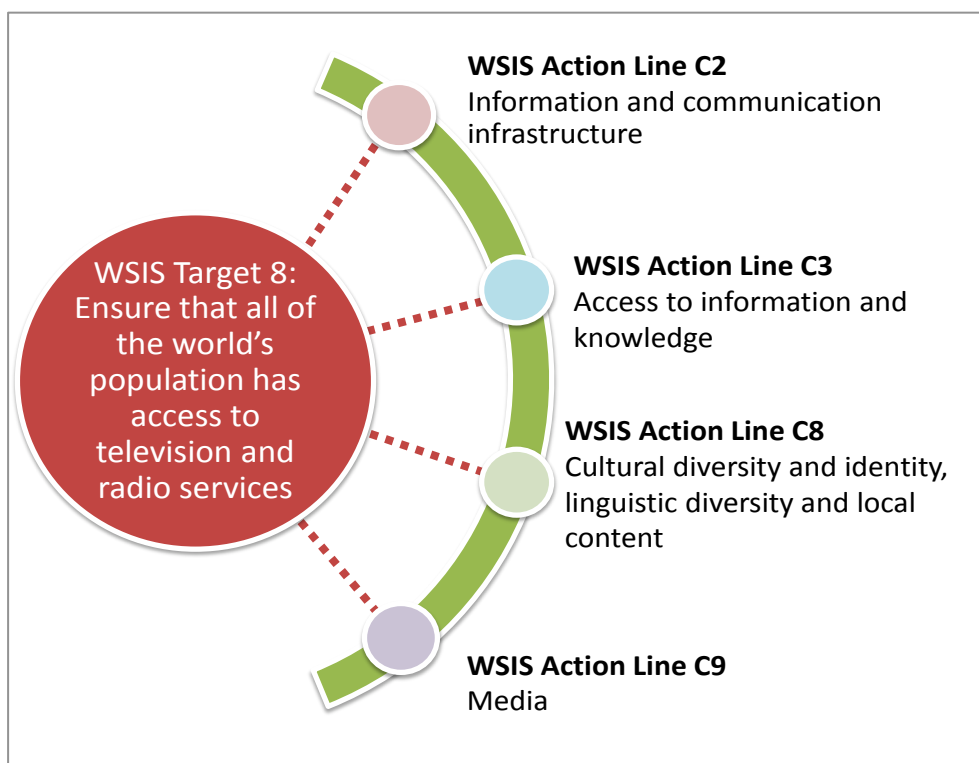 WSIS Target 8:
Ensure that all of
the world’s
population has
access to
television and
radio services
WSIS Action Line C2
Information and communication
infrastructure
WSIS Action Line C3
Access to information and
knowledge
WSIS Action Line C8
Cultural diversity and identity,
linguistic diversity and local
content
WSIS Action Line C9
Media